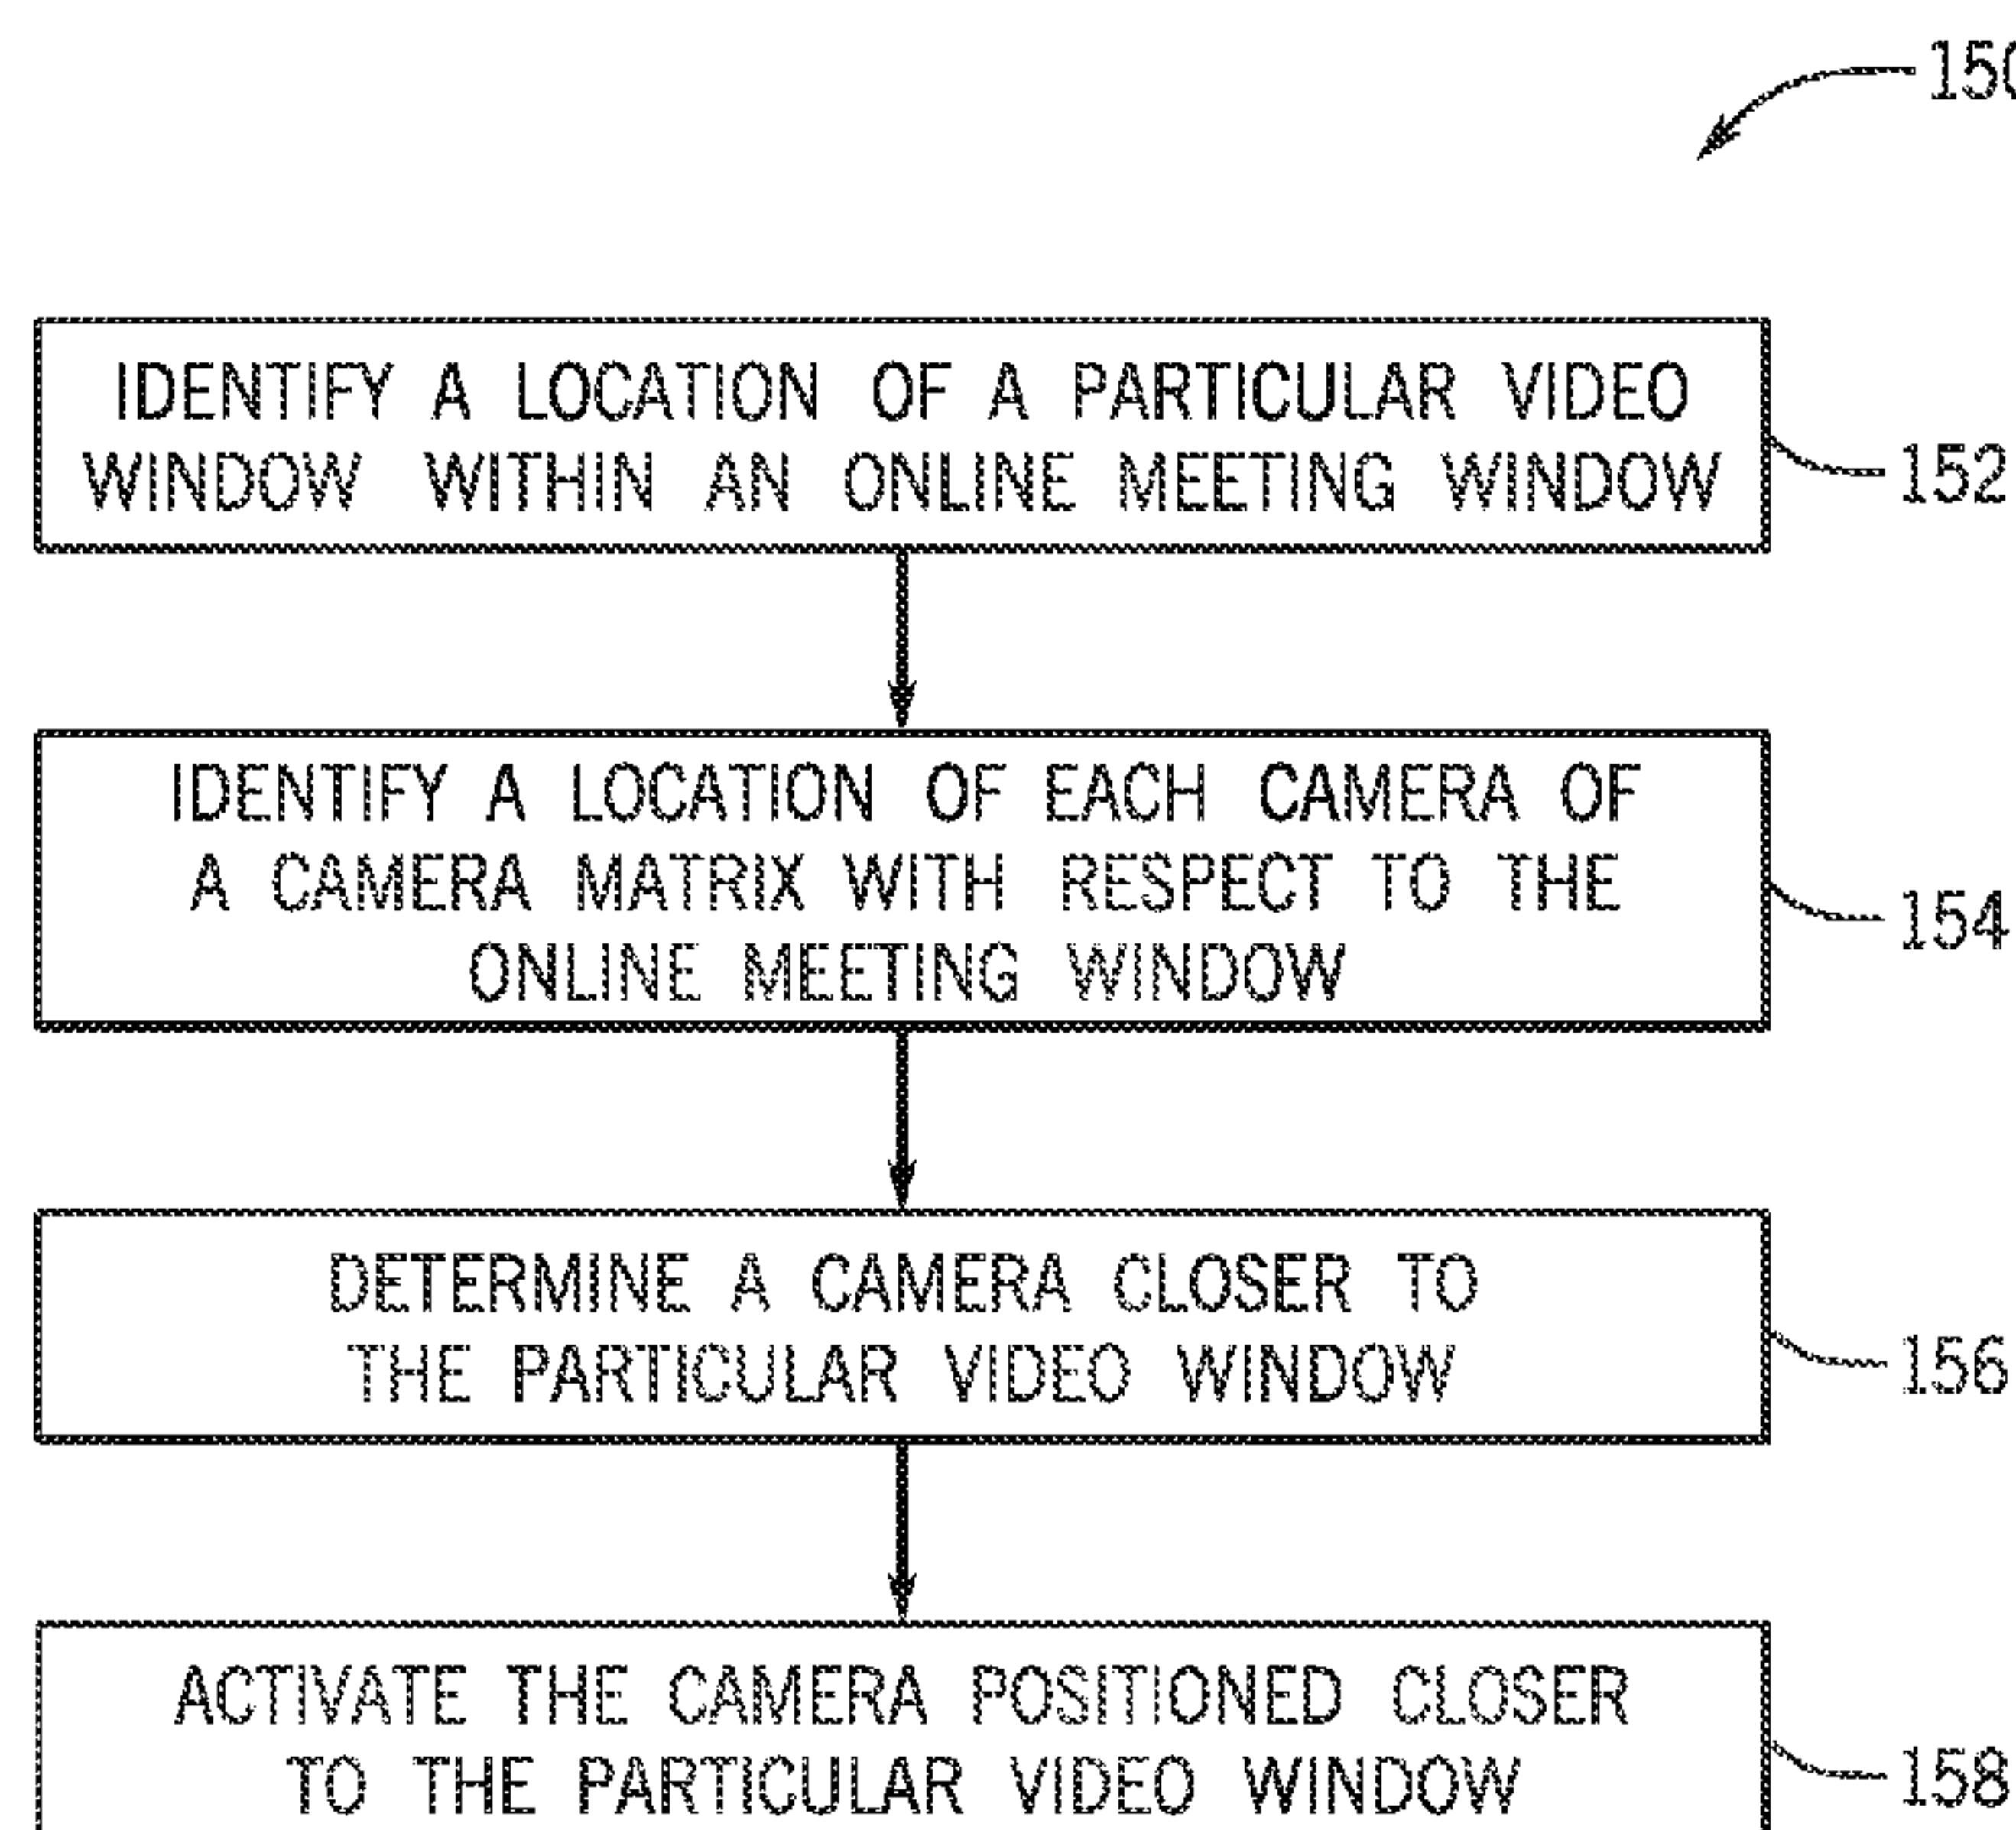 150
IDENTIFY A LOCATION OF A PARTICULAR VIDEO
WINDOW WITHIN AN ONLINE MEETING WINDOW
152
IDENTIFY A LOCATION OF EACH CAMERA OF
A CAMERA MATRIX WITH RESPECT TO THE
ONLINE MEETING WINDOW
154
DETERMINE A CAMERA CLOSER TO
THE PARTICULAR VIDEO WINDOW
156
ACTIVATE THE CAMERA POSITIONED CLOSER
TO THE PARTICULAR VIDEO WINDOW
158